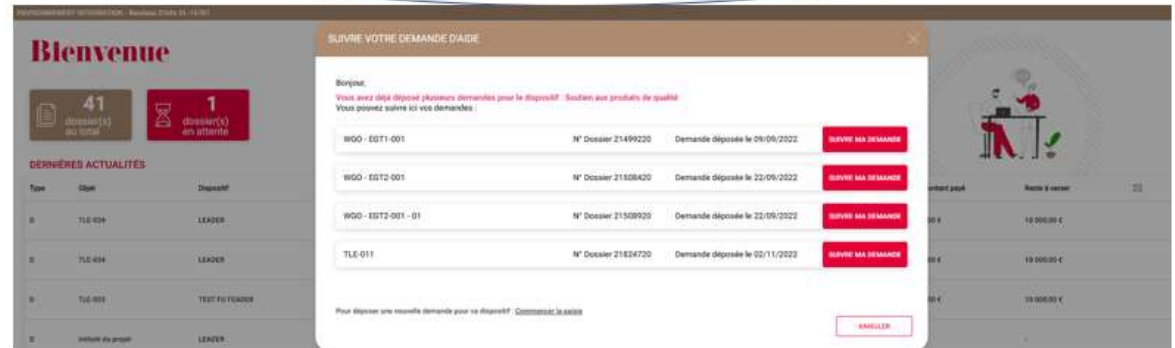 Bienvenue
41
dossier(s)
au total
1
dossier(s)
en attente
DERNIÈRES ACTUALITÉS
Type Objet Dispositif
TLE-034 LEADER
TLE-034 LEADER
TLE-033 TEST FU FEADER
Intitulé du projet LEADER
SUIVRE VOTRE DEMANDE D'AIDE
Bonjour,
Vous avez déjà déposé plusieurs demandes pour le dispositif : Soutien aux produits de qualité
Vous pouvez suivre ici vos demandes :
WGO - EGT1-001 N° Dossier 21499220 Demande déposée le 09/09/2022 SUIVRE MA DEMANDE
WGO - EGT2-001 N° Dossier 21508420 Demande déposée le 22/09/2022 SUIVRE MA DEMANDE
WGO - EGT2-001 - 01 N° Dossier 21508920 Demande déposée le 22/09/2022 SUIVRE MA DEMANDE
TLE-011 N° Dossier 21824720 Demande déposée le 02/11/2022 SUIVRE MA DEMANDE
Pour déposer une nouvelle demande pour ce dispositif : Commencer la saisie
ANNULER
payé Reste à verser
10 000,00 €
10 000,00 €
10 000,00 €